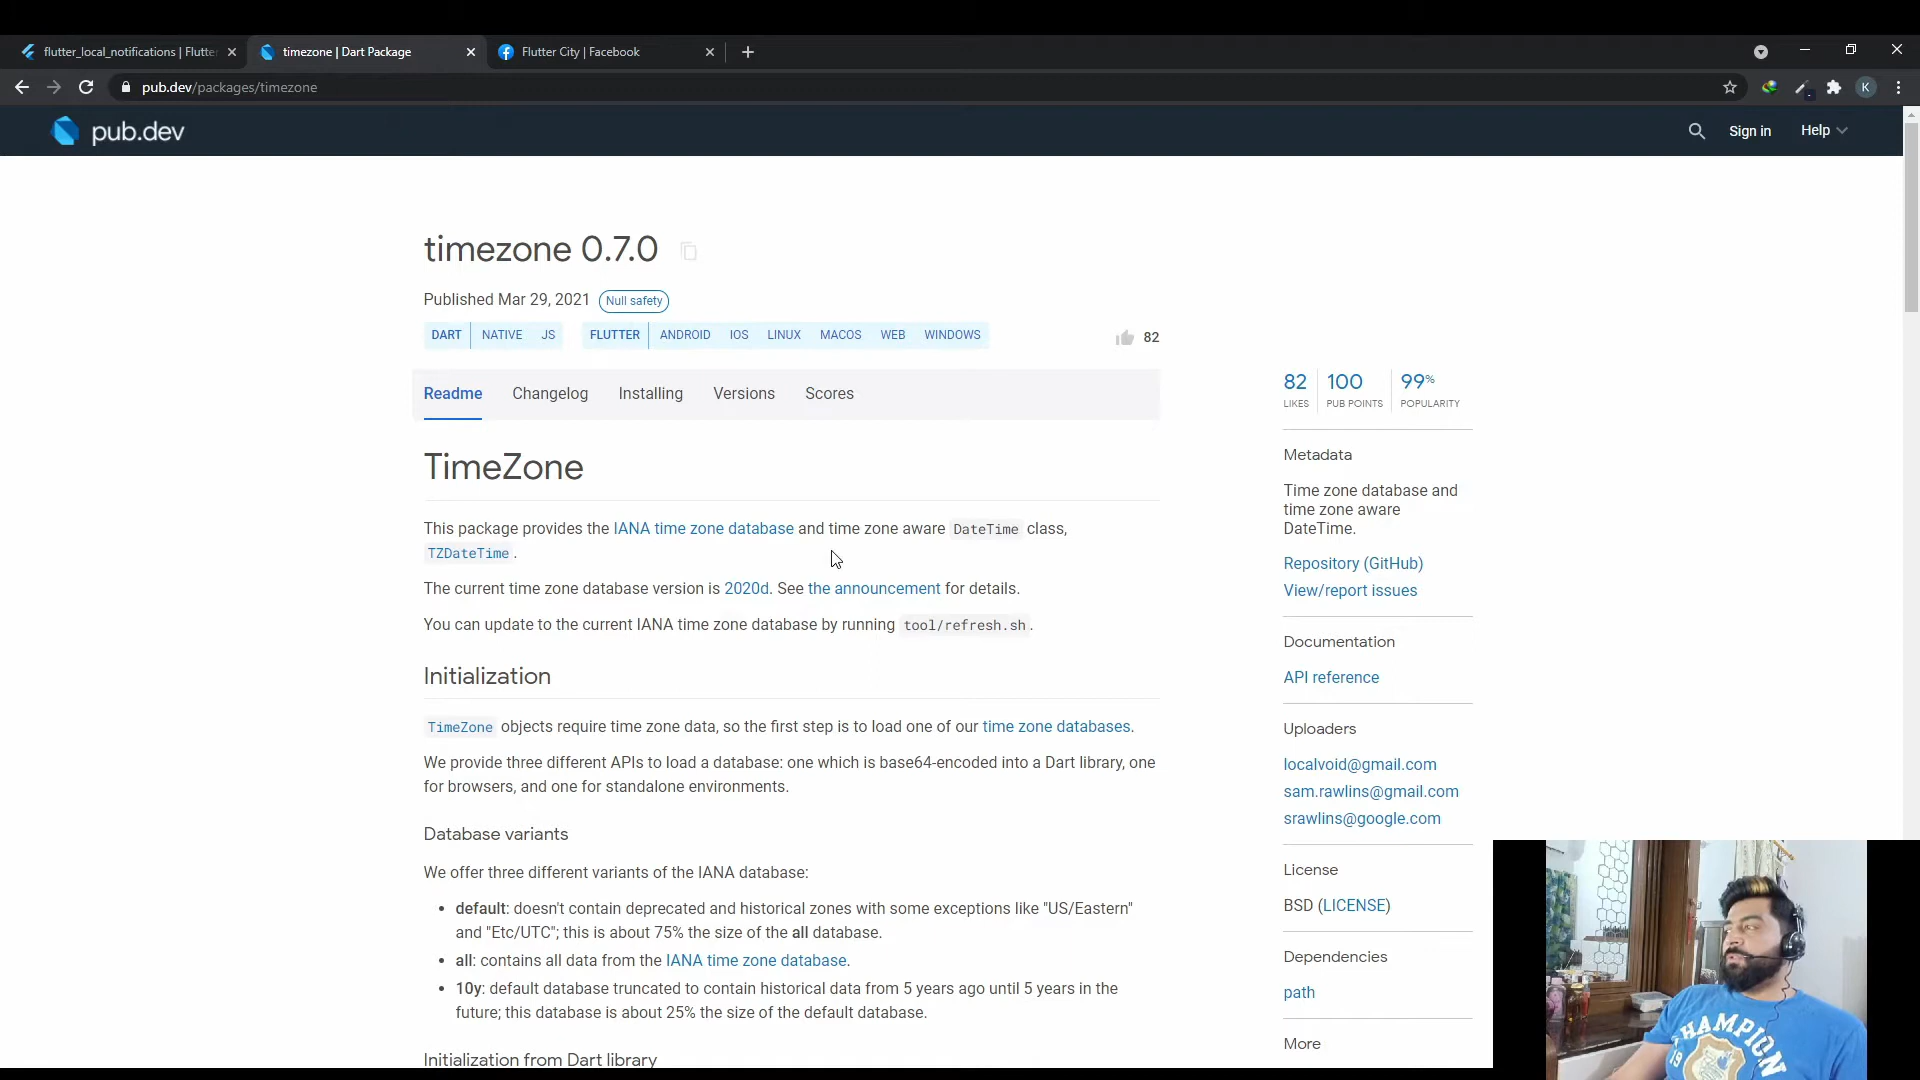 flutter_local_notifications | Flutter
timezone | Dart Package
Flutter City | Facebook
pub.dev/packages/timezone
K
pub.dev
Sign in
Help
timezone 0.7.0
Published Mar 29, 2021 Null safety
DART NATIVE JS FLUTTER ANDROID IOS LINUX MACOS WEB WINDOWS
82
Readme Changelog Installing Versions Scores
TimeZone
This package provides the IANA time zone database and time zone aware DateTime class,
TZDateTime.
The current time zone database version is 2020d. See the announcement for details.
You can update to the current IANA time zone database by running tool/refresh.sh.
Initialization
TimeZone objects require time zone data, so the first step is to load one of our time zone databases.
We provide three different APIs to load a database: one which is base64-encoded into a Dart library, one
for browsers, and one for standalone environments.
Database variants
We offer three different variants of the IANA database:
• default: doesn't contain deprecated and historical zones with some exceptions like "US/Eastern"
and "Etc/UTC"; this is about 75% the size of the all database.
• all: contains all data from the IANA time zone database.
• 10y: default database truncated to contain historical data from 5 years ago until 5 years in the
future; this database is about 25% the size of the default database.
Initialization from Dart library
82 100 99%
LIKES PUB POINTS POPULARITY
Metadata
Time zone database and
time zone aware
DateTime.
Repository (GitHub)
View/report issues
Documentation
API reference
Uploaders
localvoid@gmail.com
sam.rawlins@gmail.com
srawlins@google.com
License
BSD (LICENSE)
Dependencies
path
More
CHAMPION
19